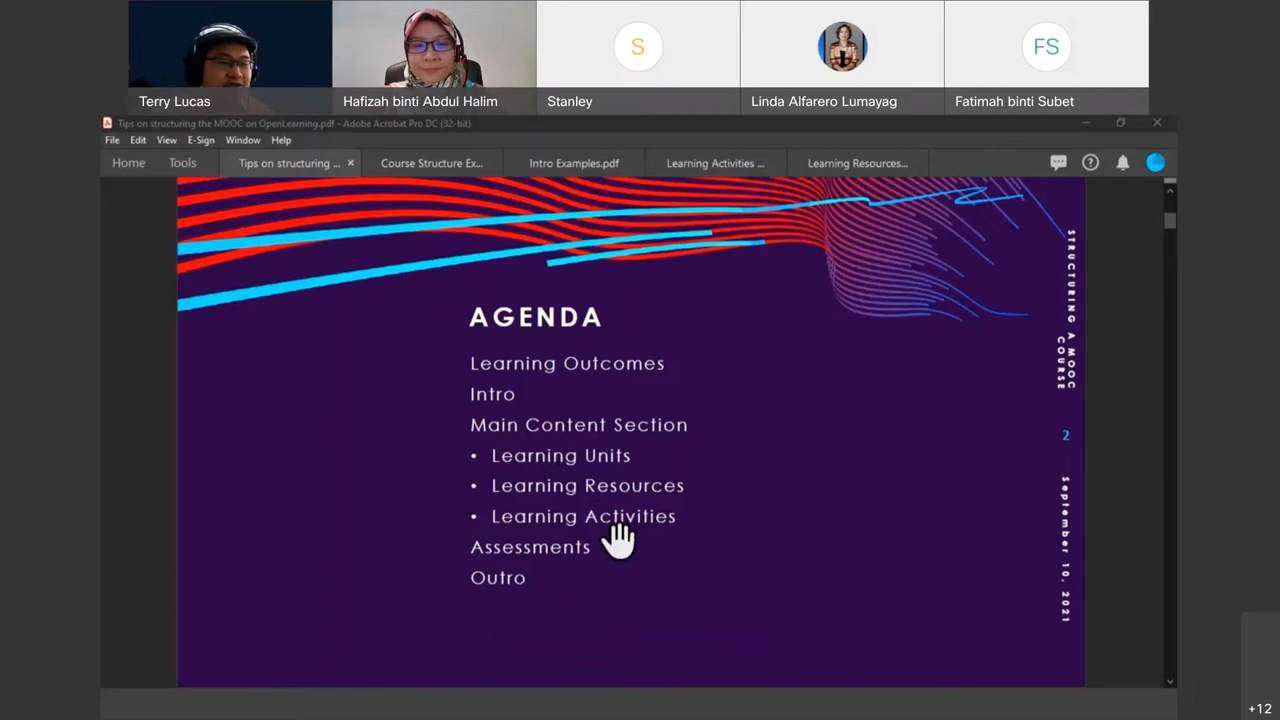 S
FS
Terry Lucas
Hafizah binti Abdul Halim
Stanley
Linda Alfarero Lumayag
Fatimah binti Subet
Tips on structuring the MOOC on OpenLearning.pdf - Adobe Acrobat Pro DC (32-bit)
File Edit View E-Sign Window Help
Home Tools Tips on structuring ... × Course Structure Ex... Intro Examples.pdf Learning Activities ... Learning Resources...
AGENDA
Learning Outcomes
Intro
Main Content Section
• Learning Units
• Learning Resources
• Learning Activities
Assessments
Outro
STRUCTURING A MOOC
COURSE
2
September 10, 2021
+12